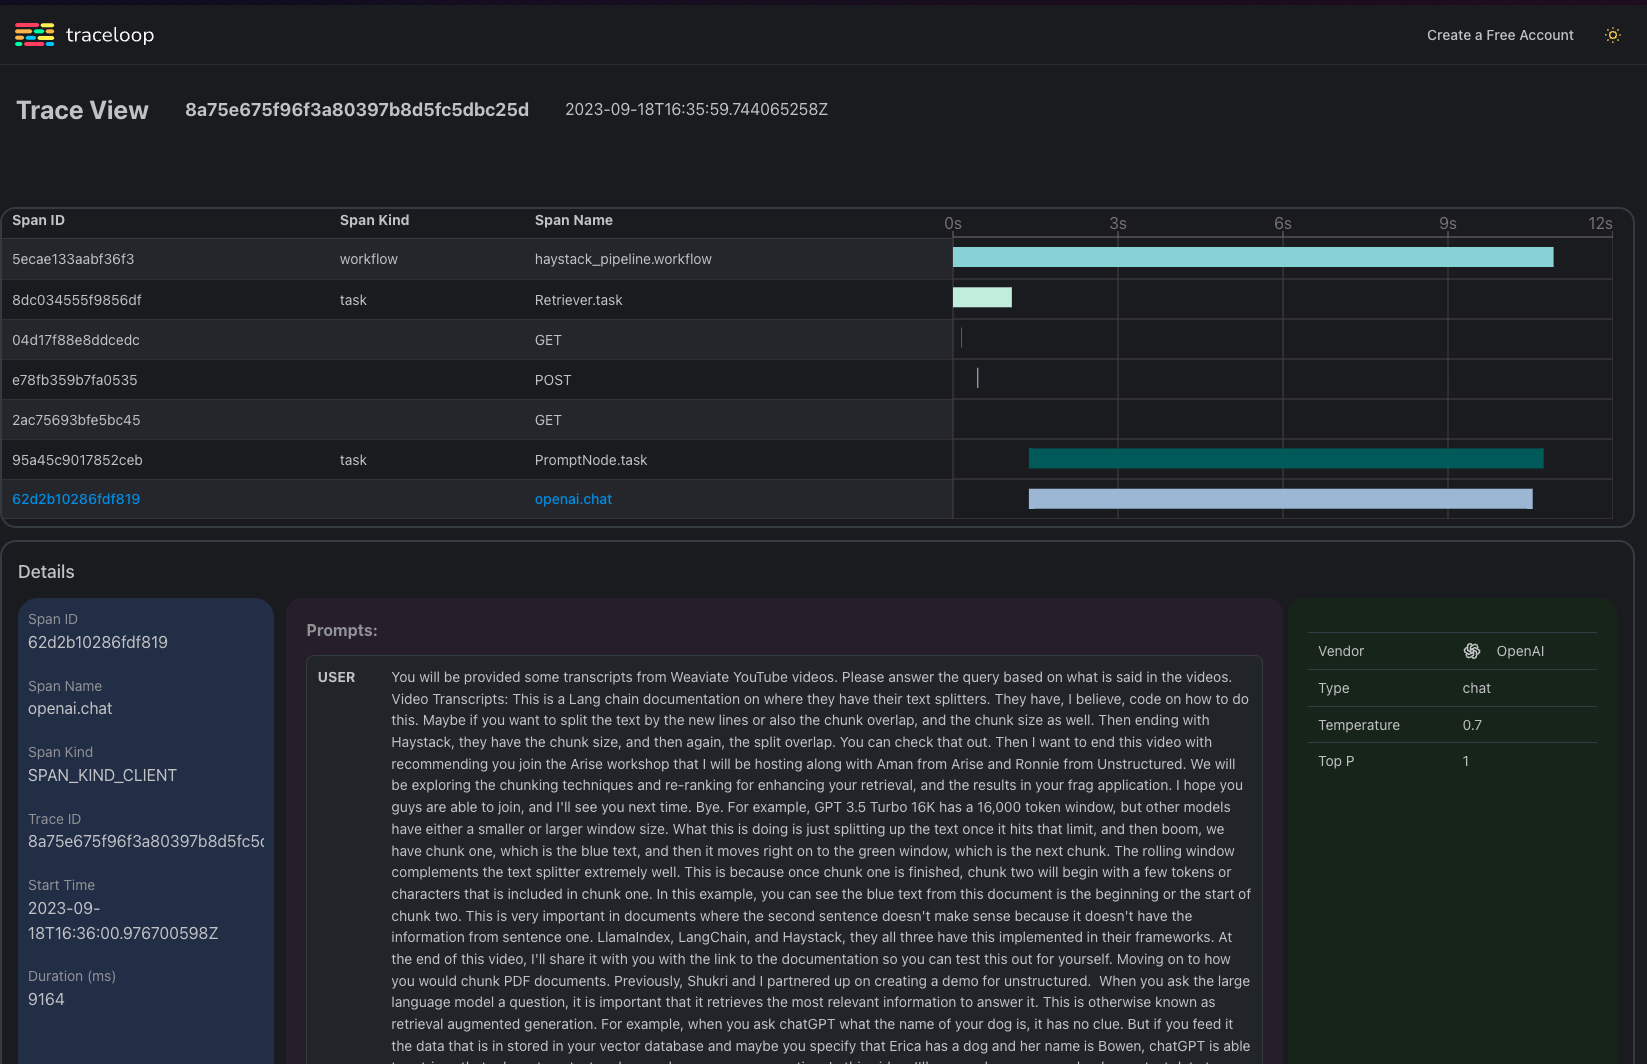 traceloop
Create a Free Account
Trace View 8a75e675f96f3a80397b8d5fc5dbc25d 2023-09-18T16:35:59.744065258Z
Span ID Span Kind Span Name 0s 3s 6s 9s 12s
5ecae133aabf36f3 workflow haystack_pipeline.workflow
8dc034555f9856df task Retriever.task
04d17f88e8ddcedc GET
e78fb359b7fa0535 POST
2ac75693bfe5bc45 GET
95a45c9017852ceb task PromptNode.task
62d2b10286fdf819 openai.chat
Details
Span ID
62d2b10286fdf819
Span Name
openai.chat
Span Kind
SPAN_KIND_CLIENT
Trace ID
8a75e675f96f3a80397b8d5fc5d
Start Time
2023-09-
18T16:36:00.976700598Z
Duration (ms)
9164
Prompts:
USER
You will be provided some transcripts from Weaviate YouTube videos. Please answer the query based on what is said in the videos.
Video Transcripts: This is a Lang chain documentation on where they have their text splitters. They have, I believe, code on how to do
this. Maybe if you want to split the text by the new lines or also the chunk overlap, and the chunk size as well. Then ending with
Haystack, they have the chunk size, and then again, the split overlap. You can check that out. Then I want to end this video with
recommending you join the Arise workshop that I will be hosting along with Aman from Arise and Ronnie from Unstructured. We will
be exploring the chunking techniques and re-ranking for enhancing your retrieval, and the results in your frag application. I hope you
guys are able to join, and I'll see you next time. Bye. For example, GPT 3.5 Turbo 16K has a 16,000 token window, but other models
have either a smaller or larger window size. What this is doing is just splitting up the text once it hits that limit, and then boom, we
have chunk one, which is the blue text, and then it moves right on to the green window, which is the next chunk. The rolling window
complements the text splitter extremely well. This is because once chunk one is finished, chunk two will begin with a few tokens or
characters that is included in chunk one. In this example, you can see the blue text from this document is the beginning or the start of
chunk two. This is very important in documents where the second sentence doesn't make sense because it doesn't have the
information from sentence one. LlamaIndex, LangChain, and Haystack, they all three have this implemented in their frameworks. At
the end of this video, I'll share it with you with the link to the documentation so you can test this out for yourself. Moving on to how
you would chunk PDF documents. Previously, Shukri and I partnered up on creating a demo for unstructured. When you ask the large
language model a question, it is important that it retrieves the most relevant information to answer it. This is otherwise known as
retrieval augmented generation. For example, when you ask chatGPT what the name of your dog is, it has no clue. But if you feed it
the data that is in stored in your vector database and maybe you specify that Erica has a dog and her name is Bowen, chatGPT is able
Vendor OpenAI
Type chat
Temperature 0.7
Top P 1